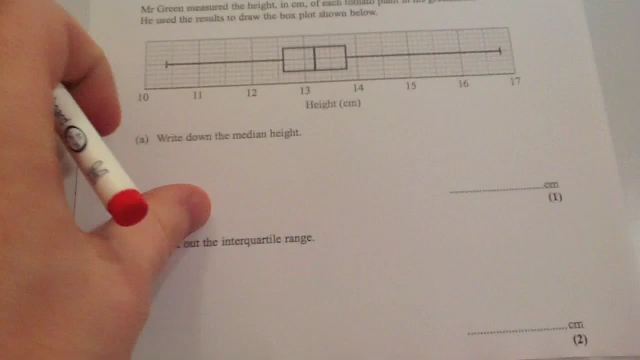 Mr Green measured the height, in cm, of each tomato plant in his
He used the results to draw the box plot shown below.
10 11 12 13 14 15 16 17
Height (cm)
(a) Write down the median height.
cm
(1)
out the interquartile range.
cm
(2)